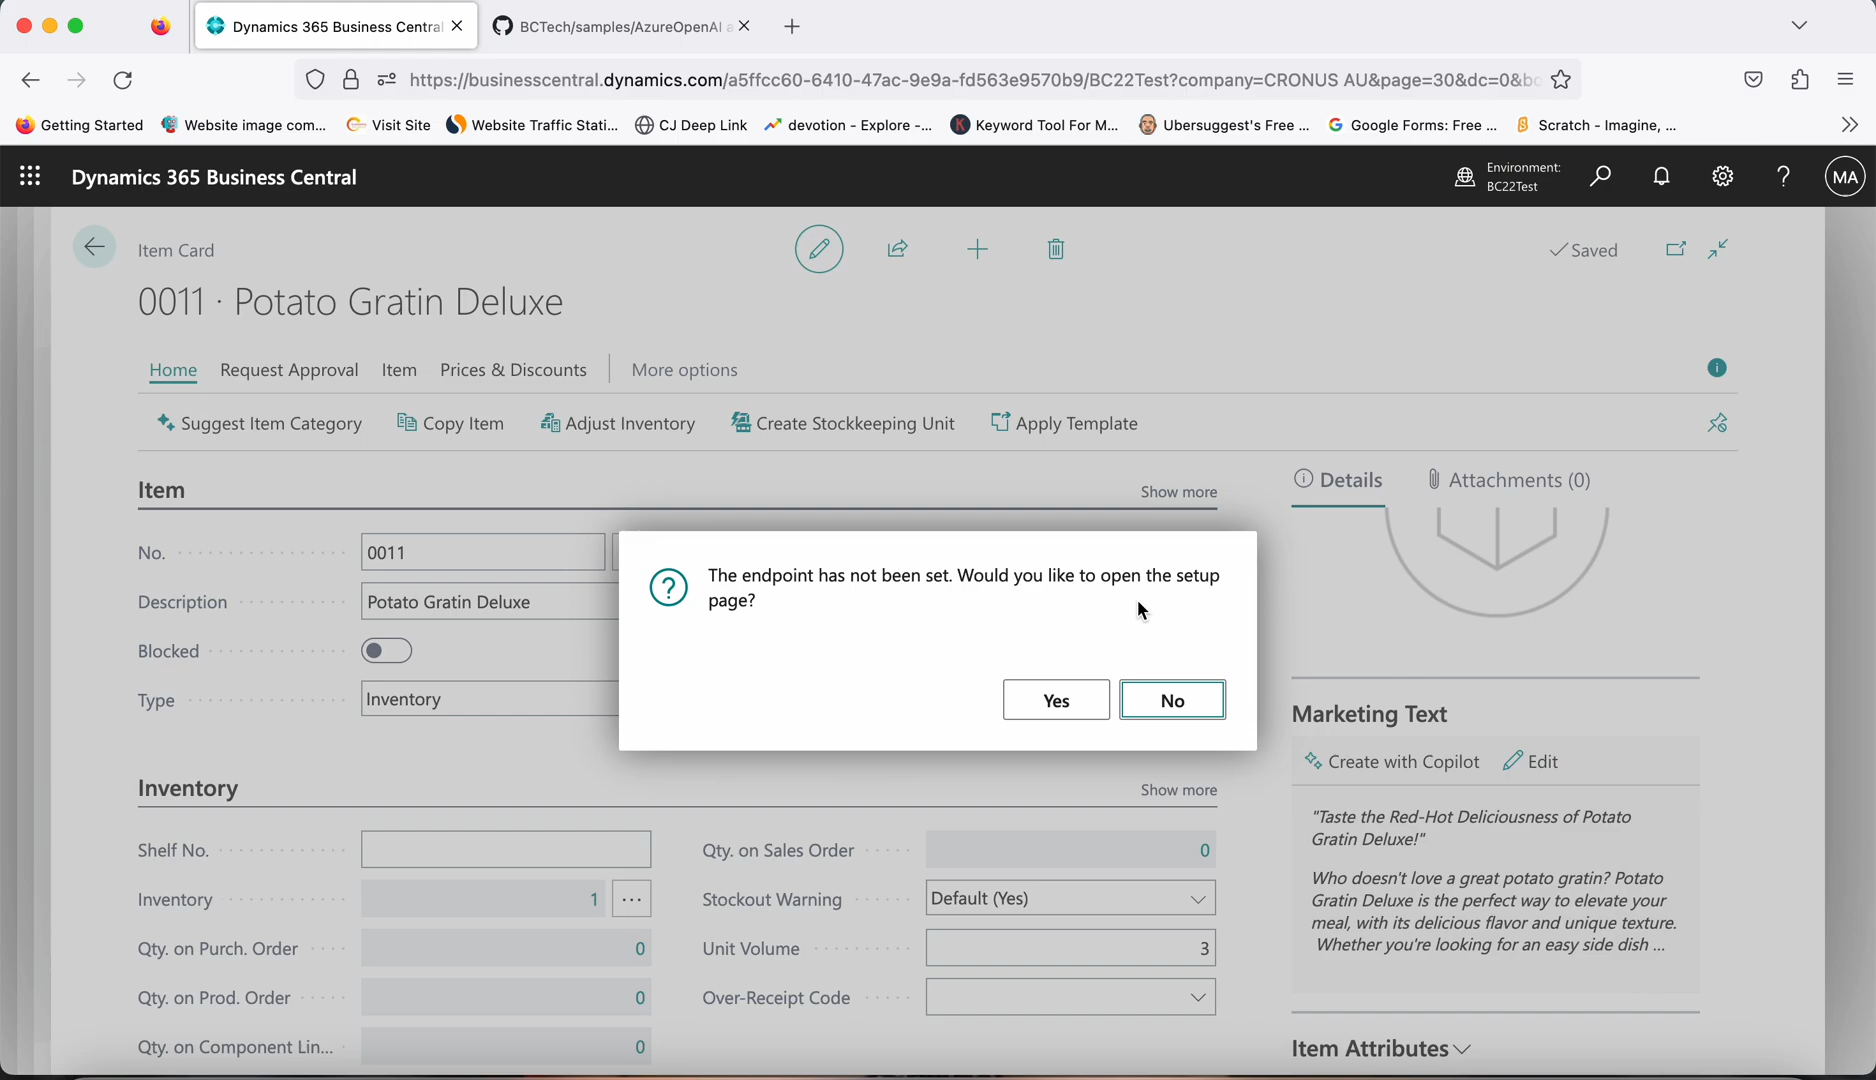 Dynamics 365 Business Central
BCTech/samples/AzureOpenAI a
https://businesscentral.dynamics.com/a5ffcc60-6410-47ac-9e9a-fd563e9570b9/BC22Test?company=CRONUS AU&page=30&dc=0&bo
Getting Started
Website image com...
Visit Site
Website Traffic Stati...
CJ Deep Link
devotion - Explore -...
Keyword Tool For M...
Ubersuggest's Free ...
Google Forms: Free ...
Scratch - Imagine, ...
Dynamics 365 Business Central
Environment:
BC22Test
MA
Item Card
Saved
0011 · Potato Gratin Deluxe
Home
Request Approval
Item
Prices & Discounts
More options
Suggest Item Category
Copy Item
Adjust Inventory
Create Stockkeeping Unit
Apply Template
Item
Show more
Details
Attachments (0)
No.
0011
Description
Potato Gratin Deluxe
Blocked
Type
Inventory
The endpoint has not been set. Would you like to open the setup
page?
Yes
No
Marketing Text
Create with Copilot
Edit
"Taste the Red-Hot Deliciousness of Potato
Gratin Deluxe!"
Who doesn't love a great potato gratin? Potato
Gratin Deluxe is the perfect way to elevate your
meal, with its delicious flavor and unique texture.
Whether you're looking for an easy side dish ...
Item Attributes
Inventory
Show more
Shelf No.
Qty. on Sales Order
0
Inventory
1
Stockout Warning
Default (Yes)
Qty. on Purch. Order
0
Unit Volume
3
Qty. on Prod. Order
0
Over-Receipt Code
Qty. on Component Lin...
0